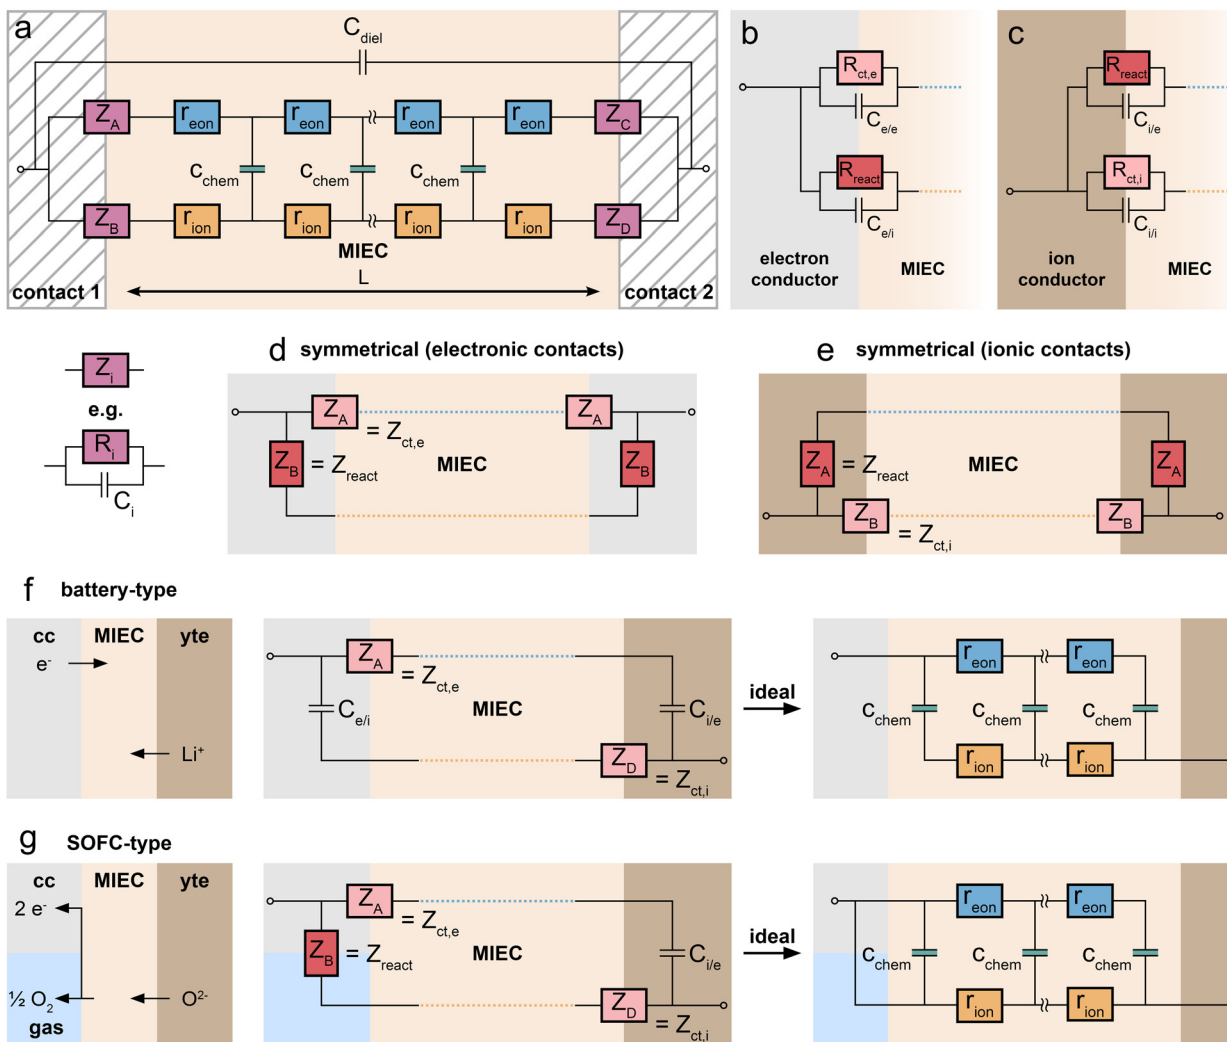 a
C_diel
Z_A r_eon r_eon r_eon r_eon Z_C
c_chem c_chem c_chem
Z_B r_ion r_ion r_ion r_ion Z_D
MIEC
L
contact 1 contact 2
b
R_ct,e
C_e/e
R_react
C_e/i
electron
conductor
MIEC
c
R_react
C_i/e
R_ct,i
C_i/i
ion
conductor
MIEC
Z_i
e.g.
R_i
C_i
d symmetrical (electronic contacts)
Z_A Z_A
= Z_ct,e
Z_B = Z_react MIEC Z_B
e symmetrical (ionic contacts)
Z_A = Z_react MIEC Z_A
Z_B Z_B
= Z_ct,i
f battery-type
cc MIEC yte
e⁻
Li⁺
Z_A
= Z_ct,e
C_e/i MIEC C_i/e
Z_D
= Z_ct,i
ideal
r_eon r_eon
c_chem c_chem c_chem
r_ion r_ion
g SOFC-type
cc MIEC yte
2 e⁻
½ O₂ O²⁻
gas
Z_A
= Z_ct,e
Z_B = Z_react MIEC C_i/e
Z_D
= Z_ct,i
ideal
r_eon r_eon
c_chem c_chem c_chem
r_ion r_ion